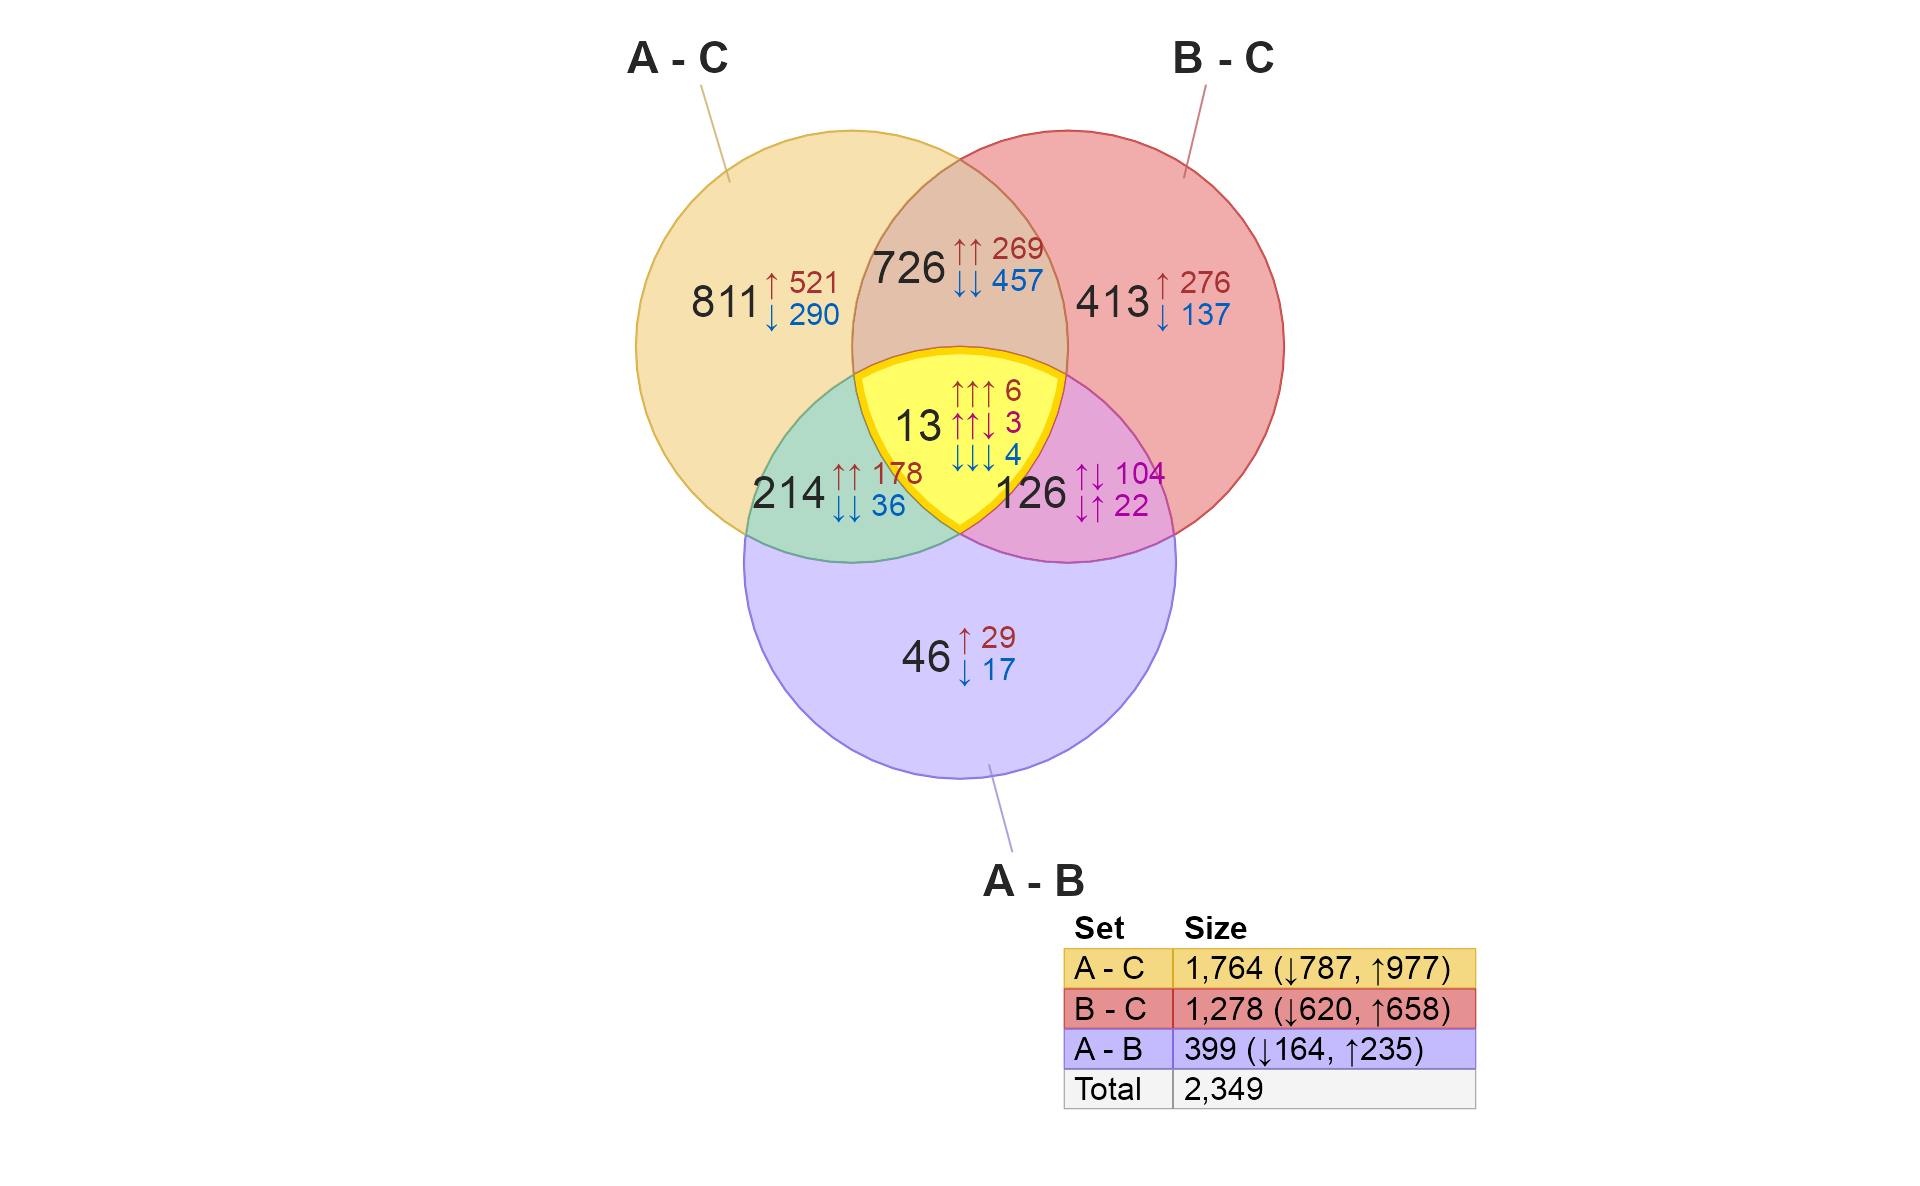 A - C
B - C
726 ↑↑ 269
↓↓ 457
811 ↑ 521
↓ 290
413 ↑ 276
↓ 137
13 ↑↑↑ 6
↑↑↓ 3
↓↓↓ 4
214 ↑↑ 178
↓↓ 36
126 ↑↓ 104
↓↑ 22
46 ↑ 29
↓ 17
A - B
Set Size
A - C 1,764 (↓787, ↑977)
B - C 1,278 (↓620, ↑658)
A - B 399 (↓164, ↑235)
Total 2,349